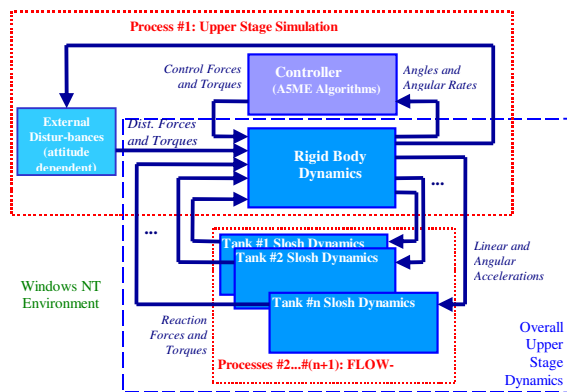 Process #1: Upper Stage Simulation
Control Forces
and Torques
Controller
(A5ME Algorithms)
Angles and
Angular Rates
External
Distur-bances
(attitude
dependent)
Dist. Forces
and Torques
Rigid Body
Dynamics
...
...
Tank #1 Slosh Dynamics
Tank #2 Slosh Dynamics
Tank #n Slosh Dynamics
Linear and
Angular
Accelerations
Windows NT
Environment
Reaction
Forces and
Torques
Processes #2...#(n+1): FLOW-
Overall
Upper
Stage
Dynamics